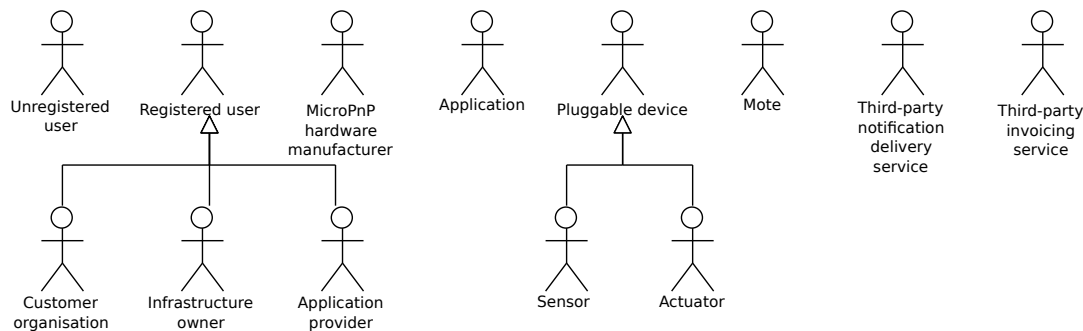 Unregistered
user
Registered user
MicroPnP
hardware
manufacturer
Application
Pluggable device
Mote
Third-party
notification
delivery
service
Third-party
invoicing
service
Customer
organisation
Infrastructure
owner
Application
provider
Sensor
Actuator